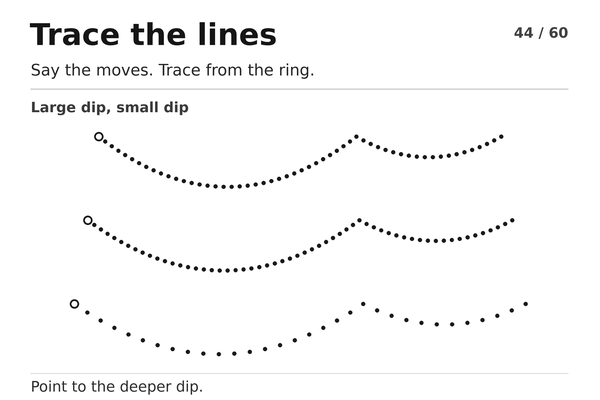 Trace the lines
44 / 60
Say the moves. Trace from the ring.
Large dip, small dip
Point to the deeper dip.